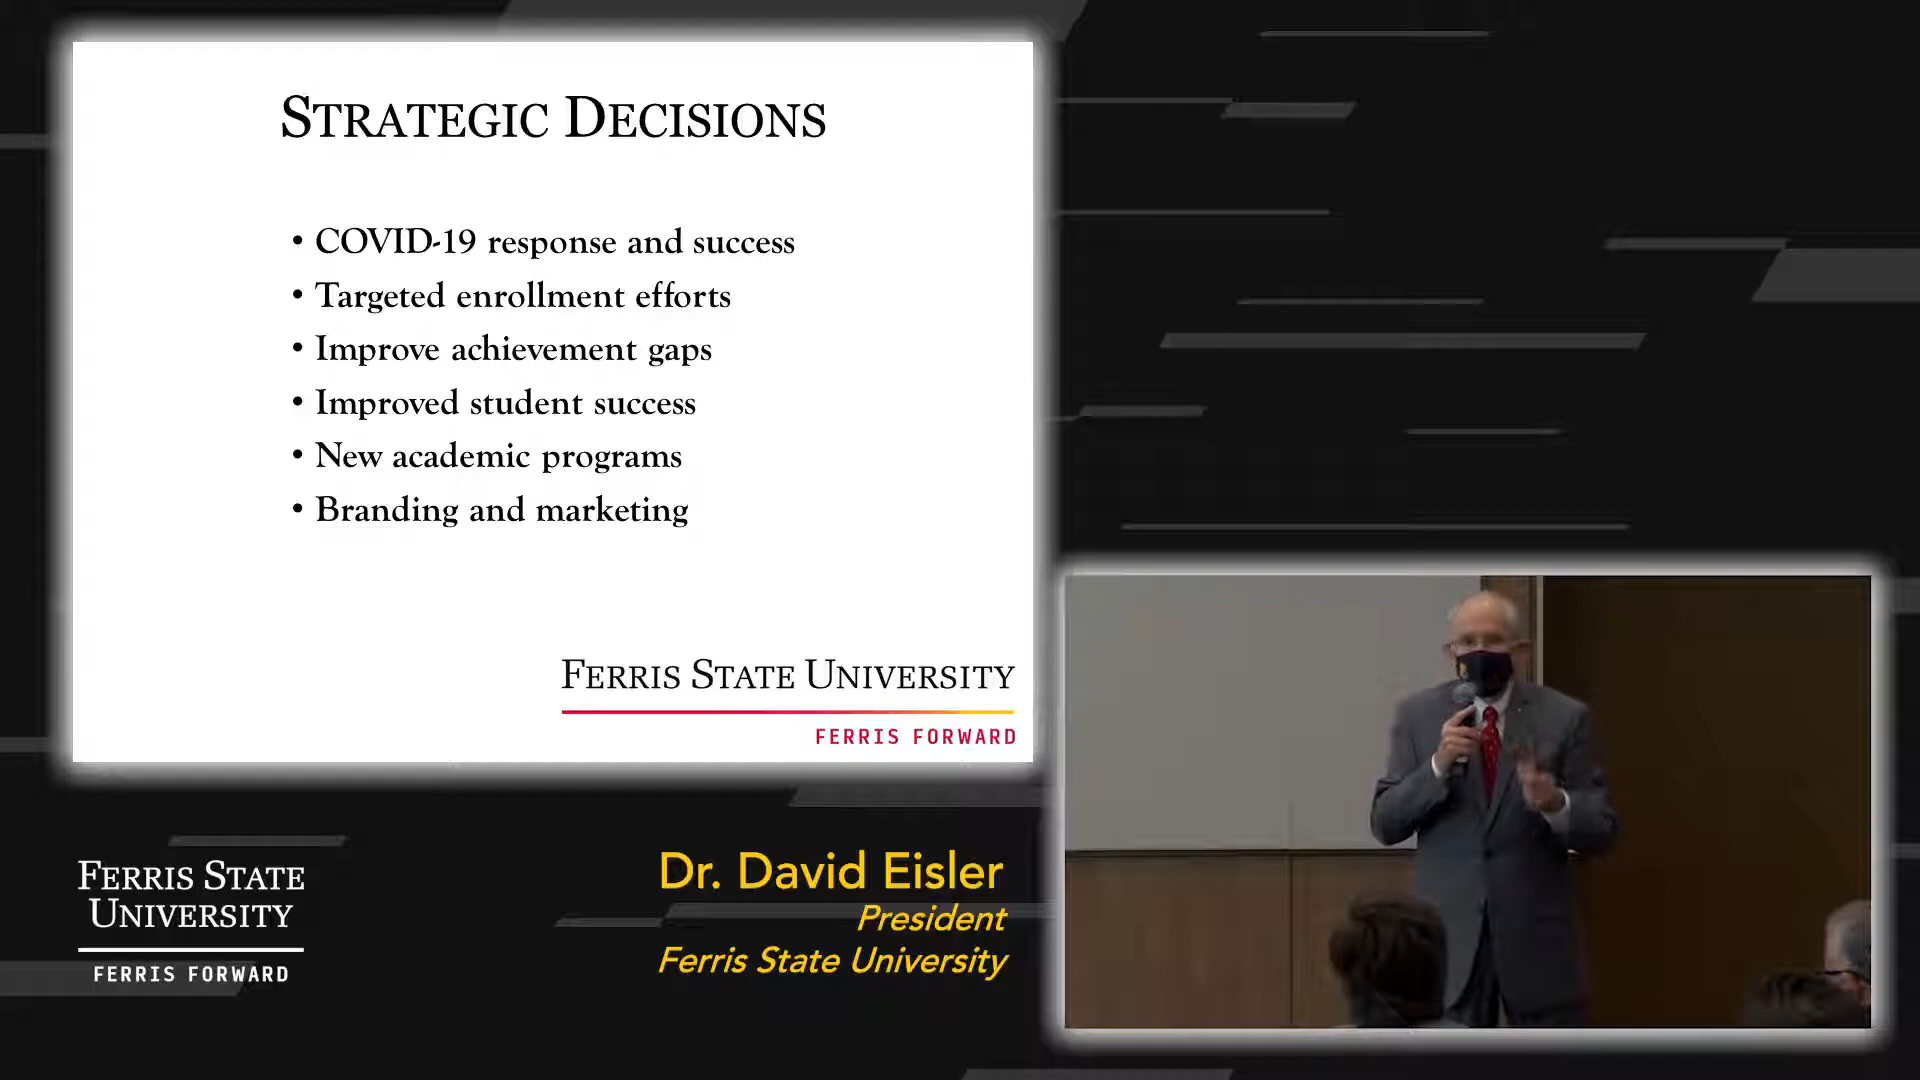 STRATEGIC DECISIONS
• COVID-19 response and success
• Targeted enrollment efforts
• Improve achievement gaps
• Improved student success
• New academic programs
• Branding and marketing
FERRIS STATE UNIVERSITY
FERRIS FORWARD
FERRIS STATE
UNIVERSITY
FERRIS FORWARD
Dr. David Eisler
President
Ferris State University